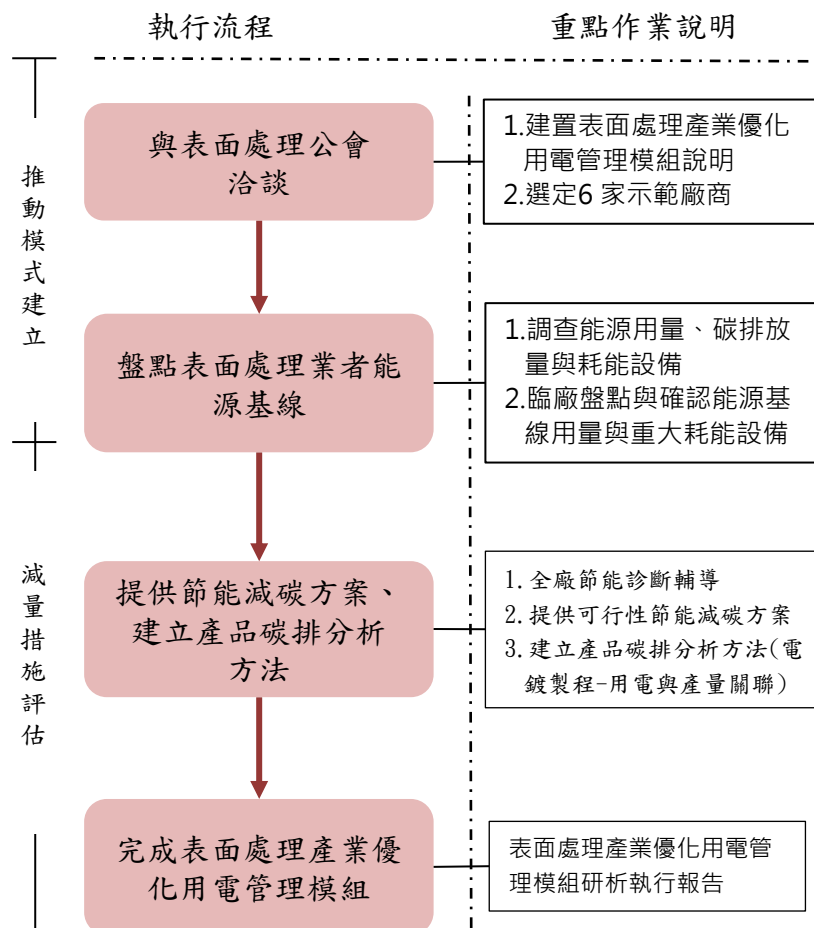 執行流程
重點作業說明
推動模式建立
與表面處理公會
洽談
1.建置表面處理產業優化
用電管理模組說明
2.選定6 家示範廠商
盤點表面處理業者能
源基線
1.調查能源用量、碳排放
量與耗能設備
2.臨廠盤點與確認能源基
線用量與重大耗能設備
減量措施評估
提供節能減碳方案、
建立產品碳排分析
方法
1. 全廠節能診斷輔導
2. 提供可行性節能減碳方案
3. 建立產品碳排分析方法(電
鍍製程-用電與產量關聯)
完成表面處理產業優
化用電管理模組
表面處理產業優化用電管
理模組研析執行報告